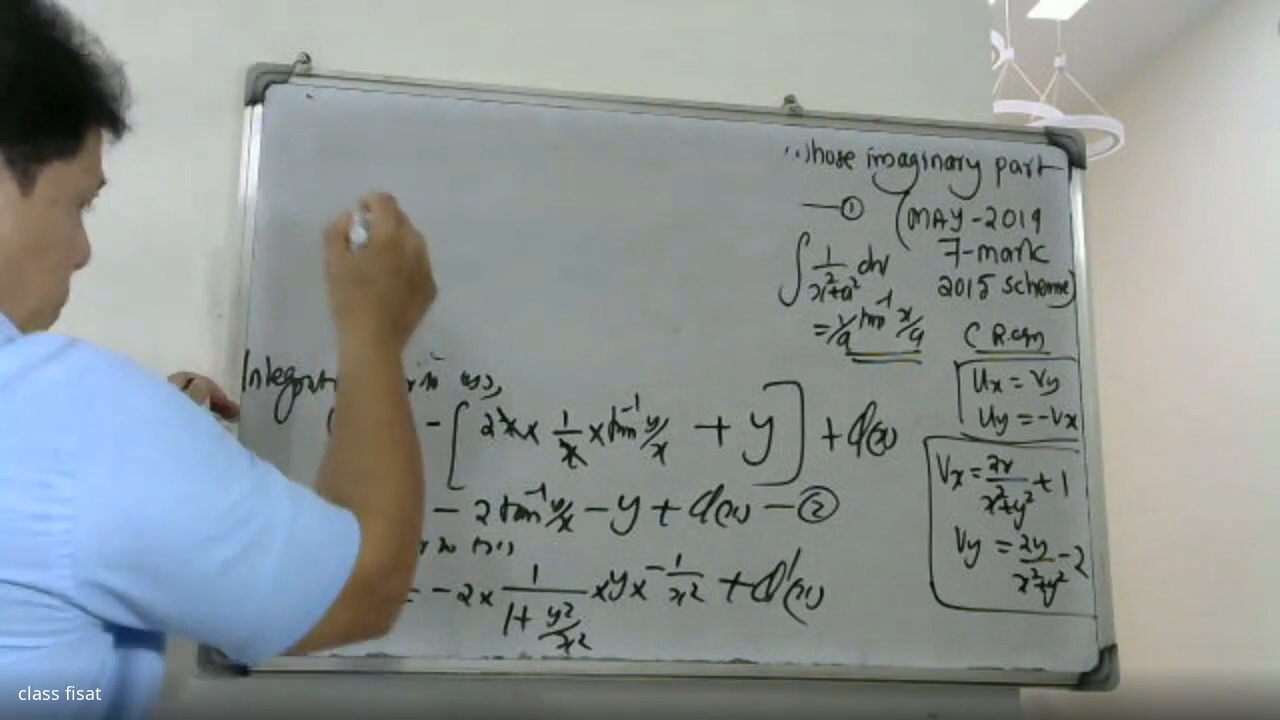 whose imaginary part
—① (MAY-2019
7-mark
2015 scheme)
∫ 1/(x²+a²) dx
= 1/a tan⁻¹ x/a
C R eqn
Ux = Vy
Uy = -Vx
Vx = 2x/(x²+y²) + 1
Vy = 2y/(x²+y²) - 2
- [2x × 1/x × tan⁻¹ y/x + y] + φ(x)
- 2 tan⁻¹ y/x - y + φ(x) —②
= -2 × 1/(1 + y²/x²) × y × -1/x² + φ'(x)
class fisat